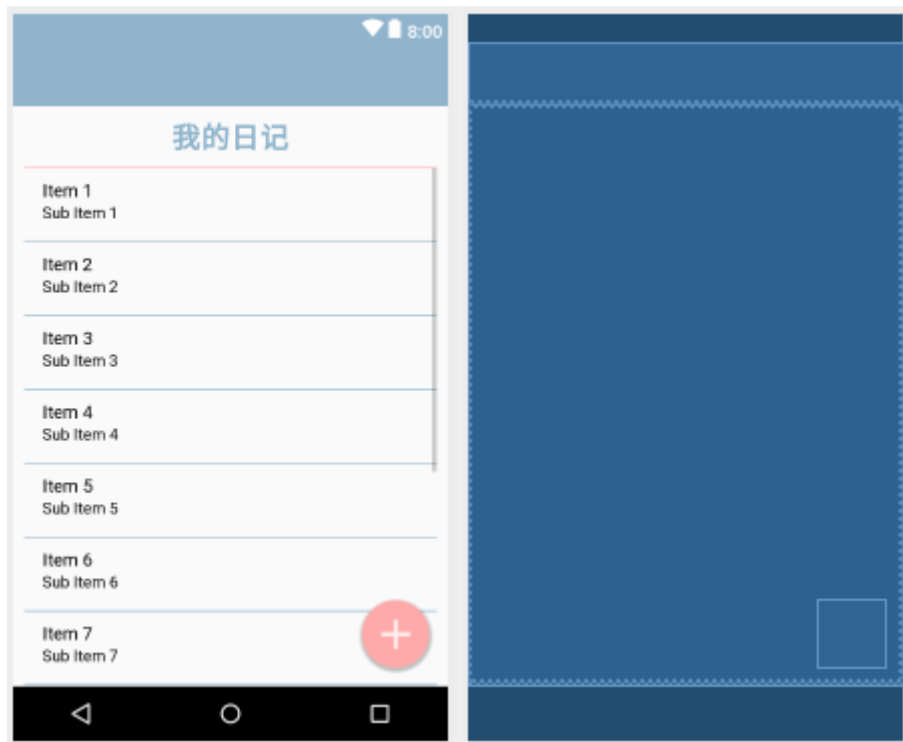 8:00
我的日记
Item 1
Sub Item 1
Item 2
Sub Item 2
Item 3
Sub Item 3
Item 4
Sub Item 4
Item 5
Sub Item 5
Item 6
Sub Item 6
Item 7
Sub Item 7